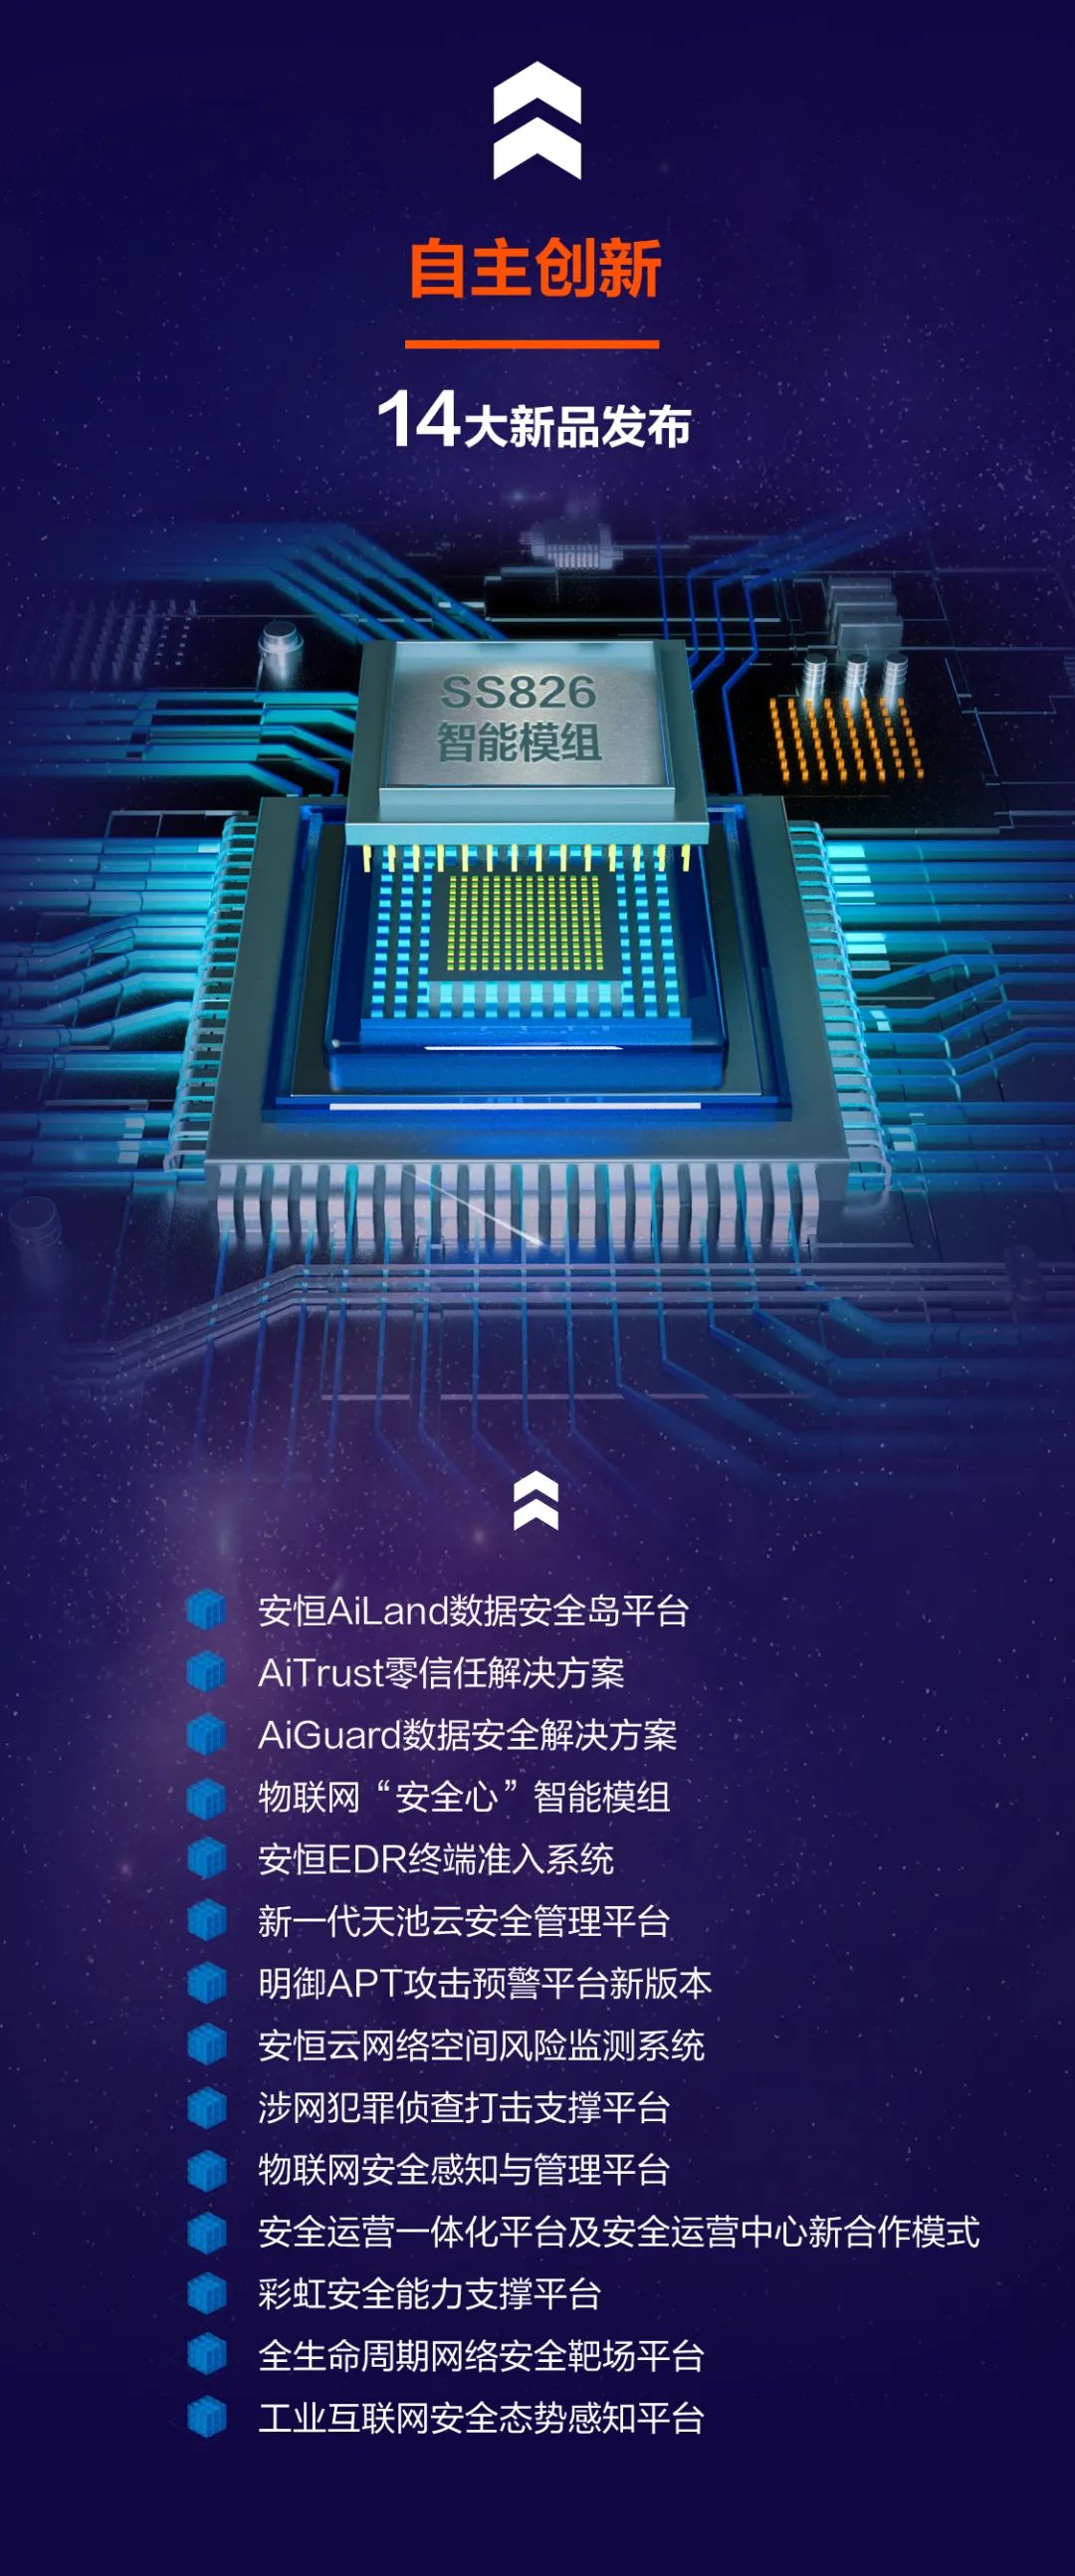 自主创新
14大新品发布
SS826
智能模组
安恒AiLand数据安全岛平台
AiTrust零信任解决方案
AiGuard数据安全解决方案
物联网“安全心”智能模组
安恒EDR终端准入系统
新一代天池云安全管理平台
明御APT攻击预警平台新版本
安恒云网络空间风险监测系统
涉网犯罪侦查打击支撑平台
物联网安全感知与管理平台
安全运营一体化平台及安全运营中心新合作模式
彩虹安全能力支撑平台
全生命周期网络安全靶场平台
工业互联网安全态势感知平台